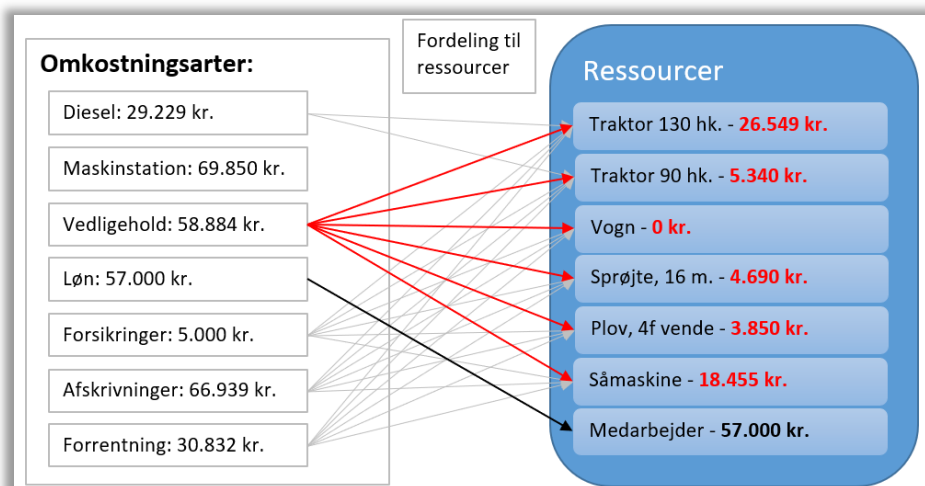 Omkostningsarter:
Diesel: 29.229 kr.
Maskinstation: 69.850 kr.
Vedligehold: 58.884 kr.
Løn: 57.000 kr.
Forsikringer: 5.000 kr.
Afskrivninger: 66.939 kr.
Forrentning: 30.832 kr.
Fordeling til
ressourcer
Ressourcer
Traktor 130 hk. - 26.549 kr.
Traktor 90 hk. - 5.340 kr.
Vogn - 0 kr.
Sprøjte, 16 m. - 4.690 kr.
Plov, 4f vende - 3.850 kr.
Såmaskine - 18.455 kr.
Medarbejder - 57.000 kr.